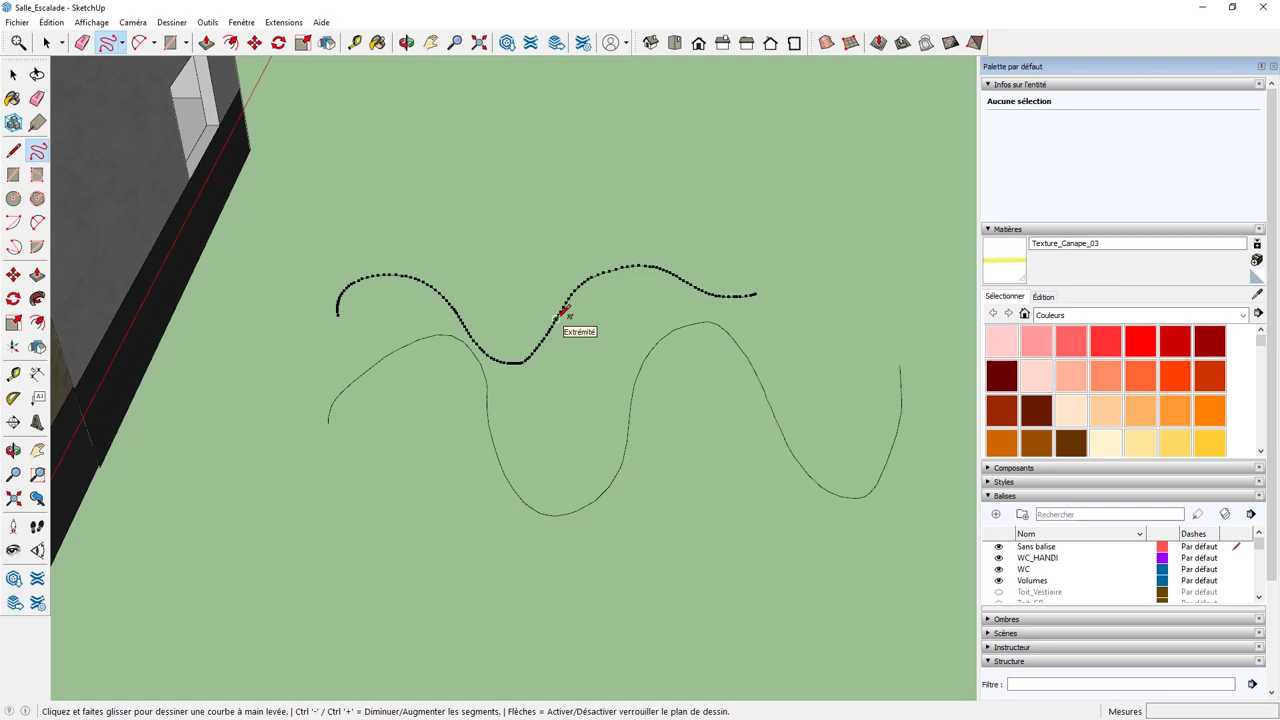 Salle_Escalade - SketchUp
Fichier Édition Affichage Caméra Dessiner Outils Fenêtre Extensions Aide
Palette par défaut
Infos sur l'entité
Aucune sélection
Matières
Texture_Canape_03
Sélectionner Édition
Couleurs
Extrémité
Composants
Styles
Balises
Rechercher
Nom Dashes
Sans balise Par défaut
WC_HANDI Par défaut
WC Par défaut
Volumes Par défaut
Toit_Vestiaire Par défaut
Ombres
Scènes
Instructeur
Structure
Filtre :
Cliquez et faites glisser pour dessiner une courbe à main levée. | Ctrl '-' / Ctrl '+' = Diminuer/Augmenter les segments. | Flèches = Activer/Désactiver verrouiller le plan de dessin. Mesures